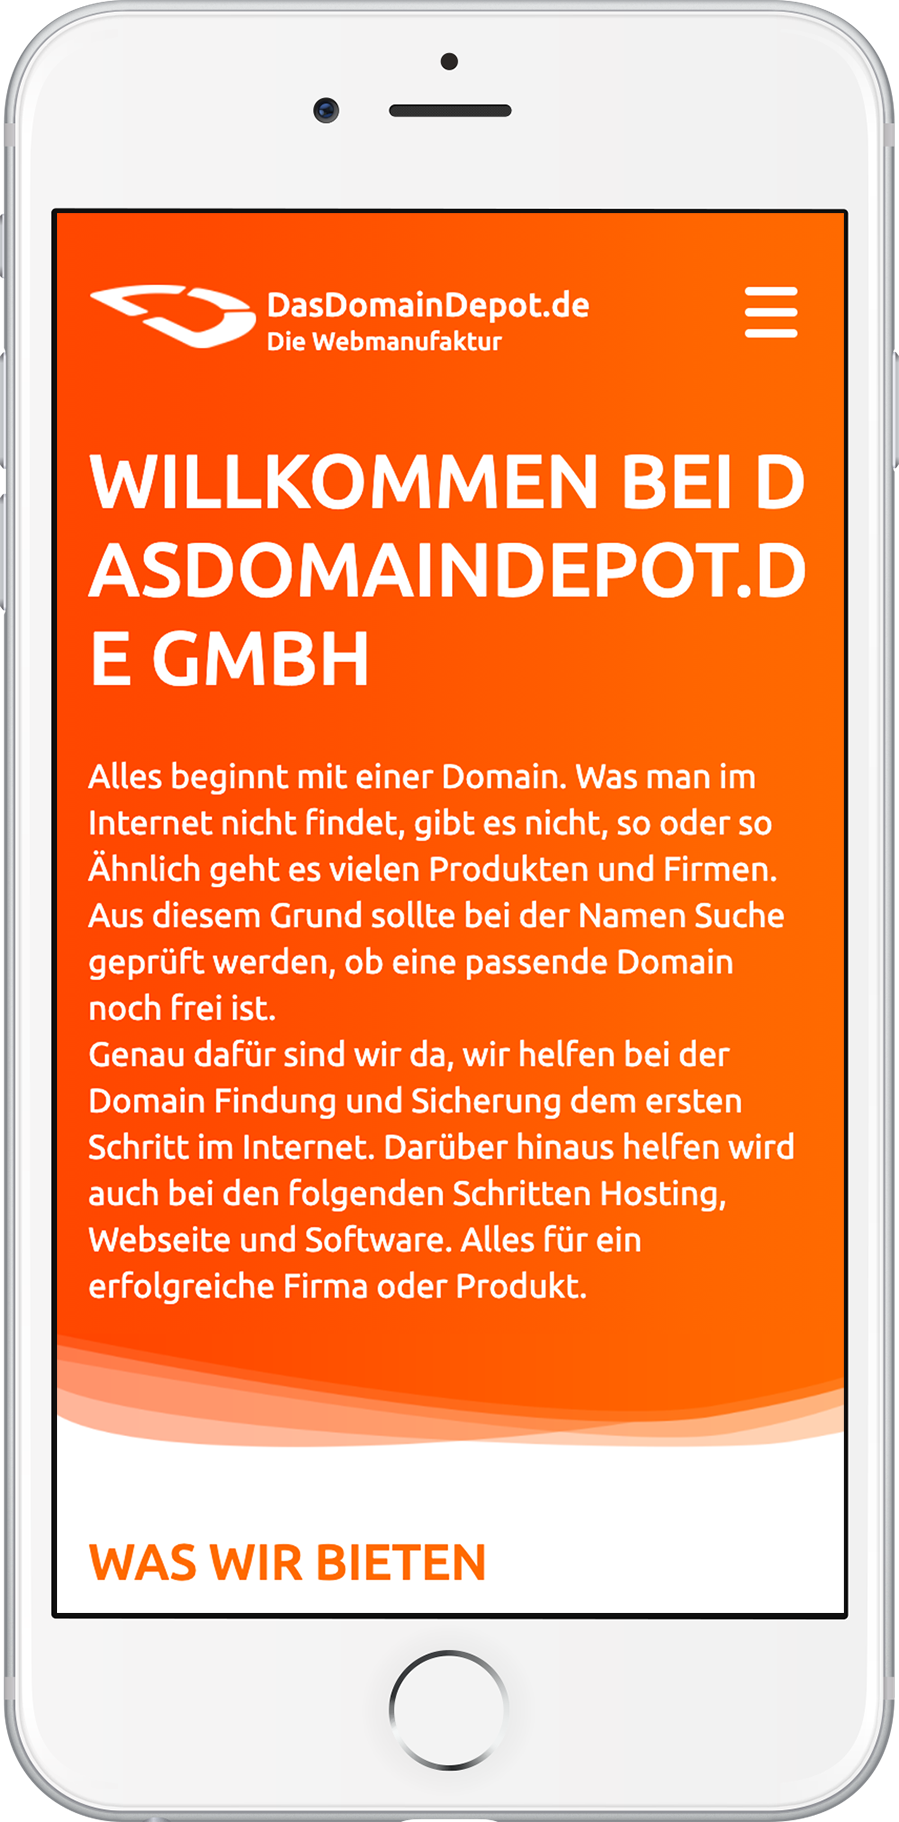 DasDomainDepot.de
Die Webmanufaktur
WILLKOMMEN BEI D
ASDOMAINDEPOT.D
E GMBH
Alles beginnt mit einer Domain. Was man im
Internet nicht findet, gibt es nicht, so oder so
Ähnlich geht es vielen Produkten und Firmen.
Aus diesem Grund sollte bei der Namen Suche
geprüft werden, ob eine passende Domain
noch frei ist.
Genau dafür sind wir da, wir helfen bei der
Domain Findung und Sicherung dem ersten
Schritt im Internet. Darüber hinaus helfen wird
auch bei den folgenden Schritten Hosting,
Webseite und Software. Alles für ein
erfolgreiche Firma oder Produkt.
WAS WIR BIETEN